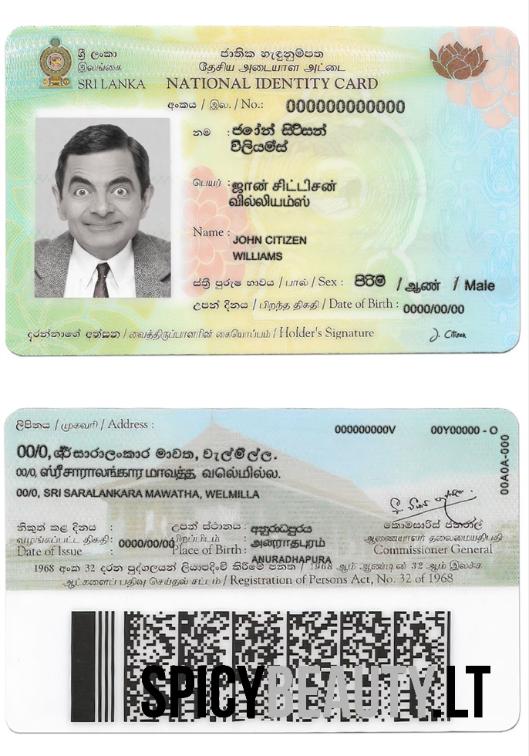 ශ්‍රී ලංකා
ජාතික හැඳුනුම්පත
இலங்கை
தேசிய அடையாள அட்டை
SRI LANKA
NATIONAL IDENTITY CARD
අංකය / இல. / No.: 000000000000
නම : ජෝන් සිටිසන්
විලියම්ස්
பெயர் : ஜான் சிட்டிசன்
வில்லியம்ஸ்
Name : JOHN CITIZEN
WILLIAMS
ස්ත්‍රී පුරුෂ භාවය / பால் / Sex : පිරිමි / ஆண் / Male
උපන් දිනය / பிறந்த திகதி / Date of Birth : 0000/00/00
දරන්නාගේ අත්සන / வைத்திருப்பாளரின் கையொப்பம் / Holder's Signature
J. Citizen
ලිපිනය / முகவரி / Address :
000000000V
00Y00000 - O
00A0A-000
00/0, ශ්‍රී සාරාලංකාර මාවත, වැල්මිල්ල.
00/0, ஸ்ரீ சாராலங்கார மாவத்த, வெல்மில்ல.
00/0, SRI SARALANKARA MAWATHA, WELMILLA
නිකුත් කළ දිනය :
வழங்கப்பட்ட திகதி:
Date of Issue : 0000/00/00
උපන් ස්ථානය : අනුරාධපුරය
பிறப்பிடம் : அனுராதபுரம்
Place of Birth : ANURADHAPURA
කොමසාරිස් ජනරාල්
ஆணையாளர் தலைமையதிபதி
Commissioner General
1968 අංක 32 දරන පුද්ගලයන් ලියාපදිංචි කිරීමේ පනත / 1968 ஆம் ஆண்டின் 32 ஆம் இலக்க
ஆட்களைப் பதிவு செய்தல் சட்டம் / Registration of Persons Act, No. 32 of 1968
SPICYBEAUTY.LT